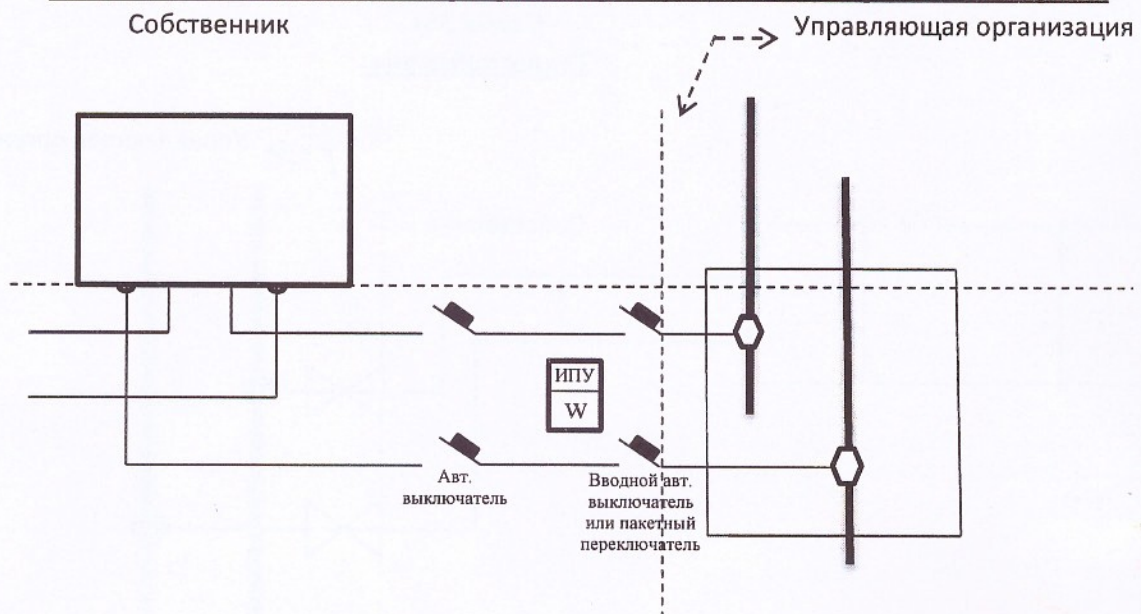 Собственник
Управляющая организация
ИПУ
W
Авт.
выключатель
Вводной авт.
выключатель
или пакетный
переключатель